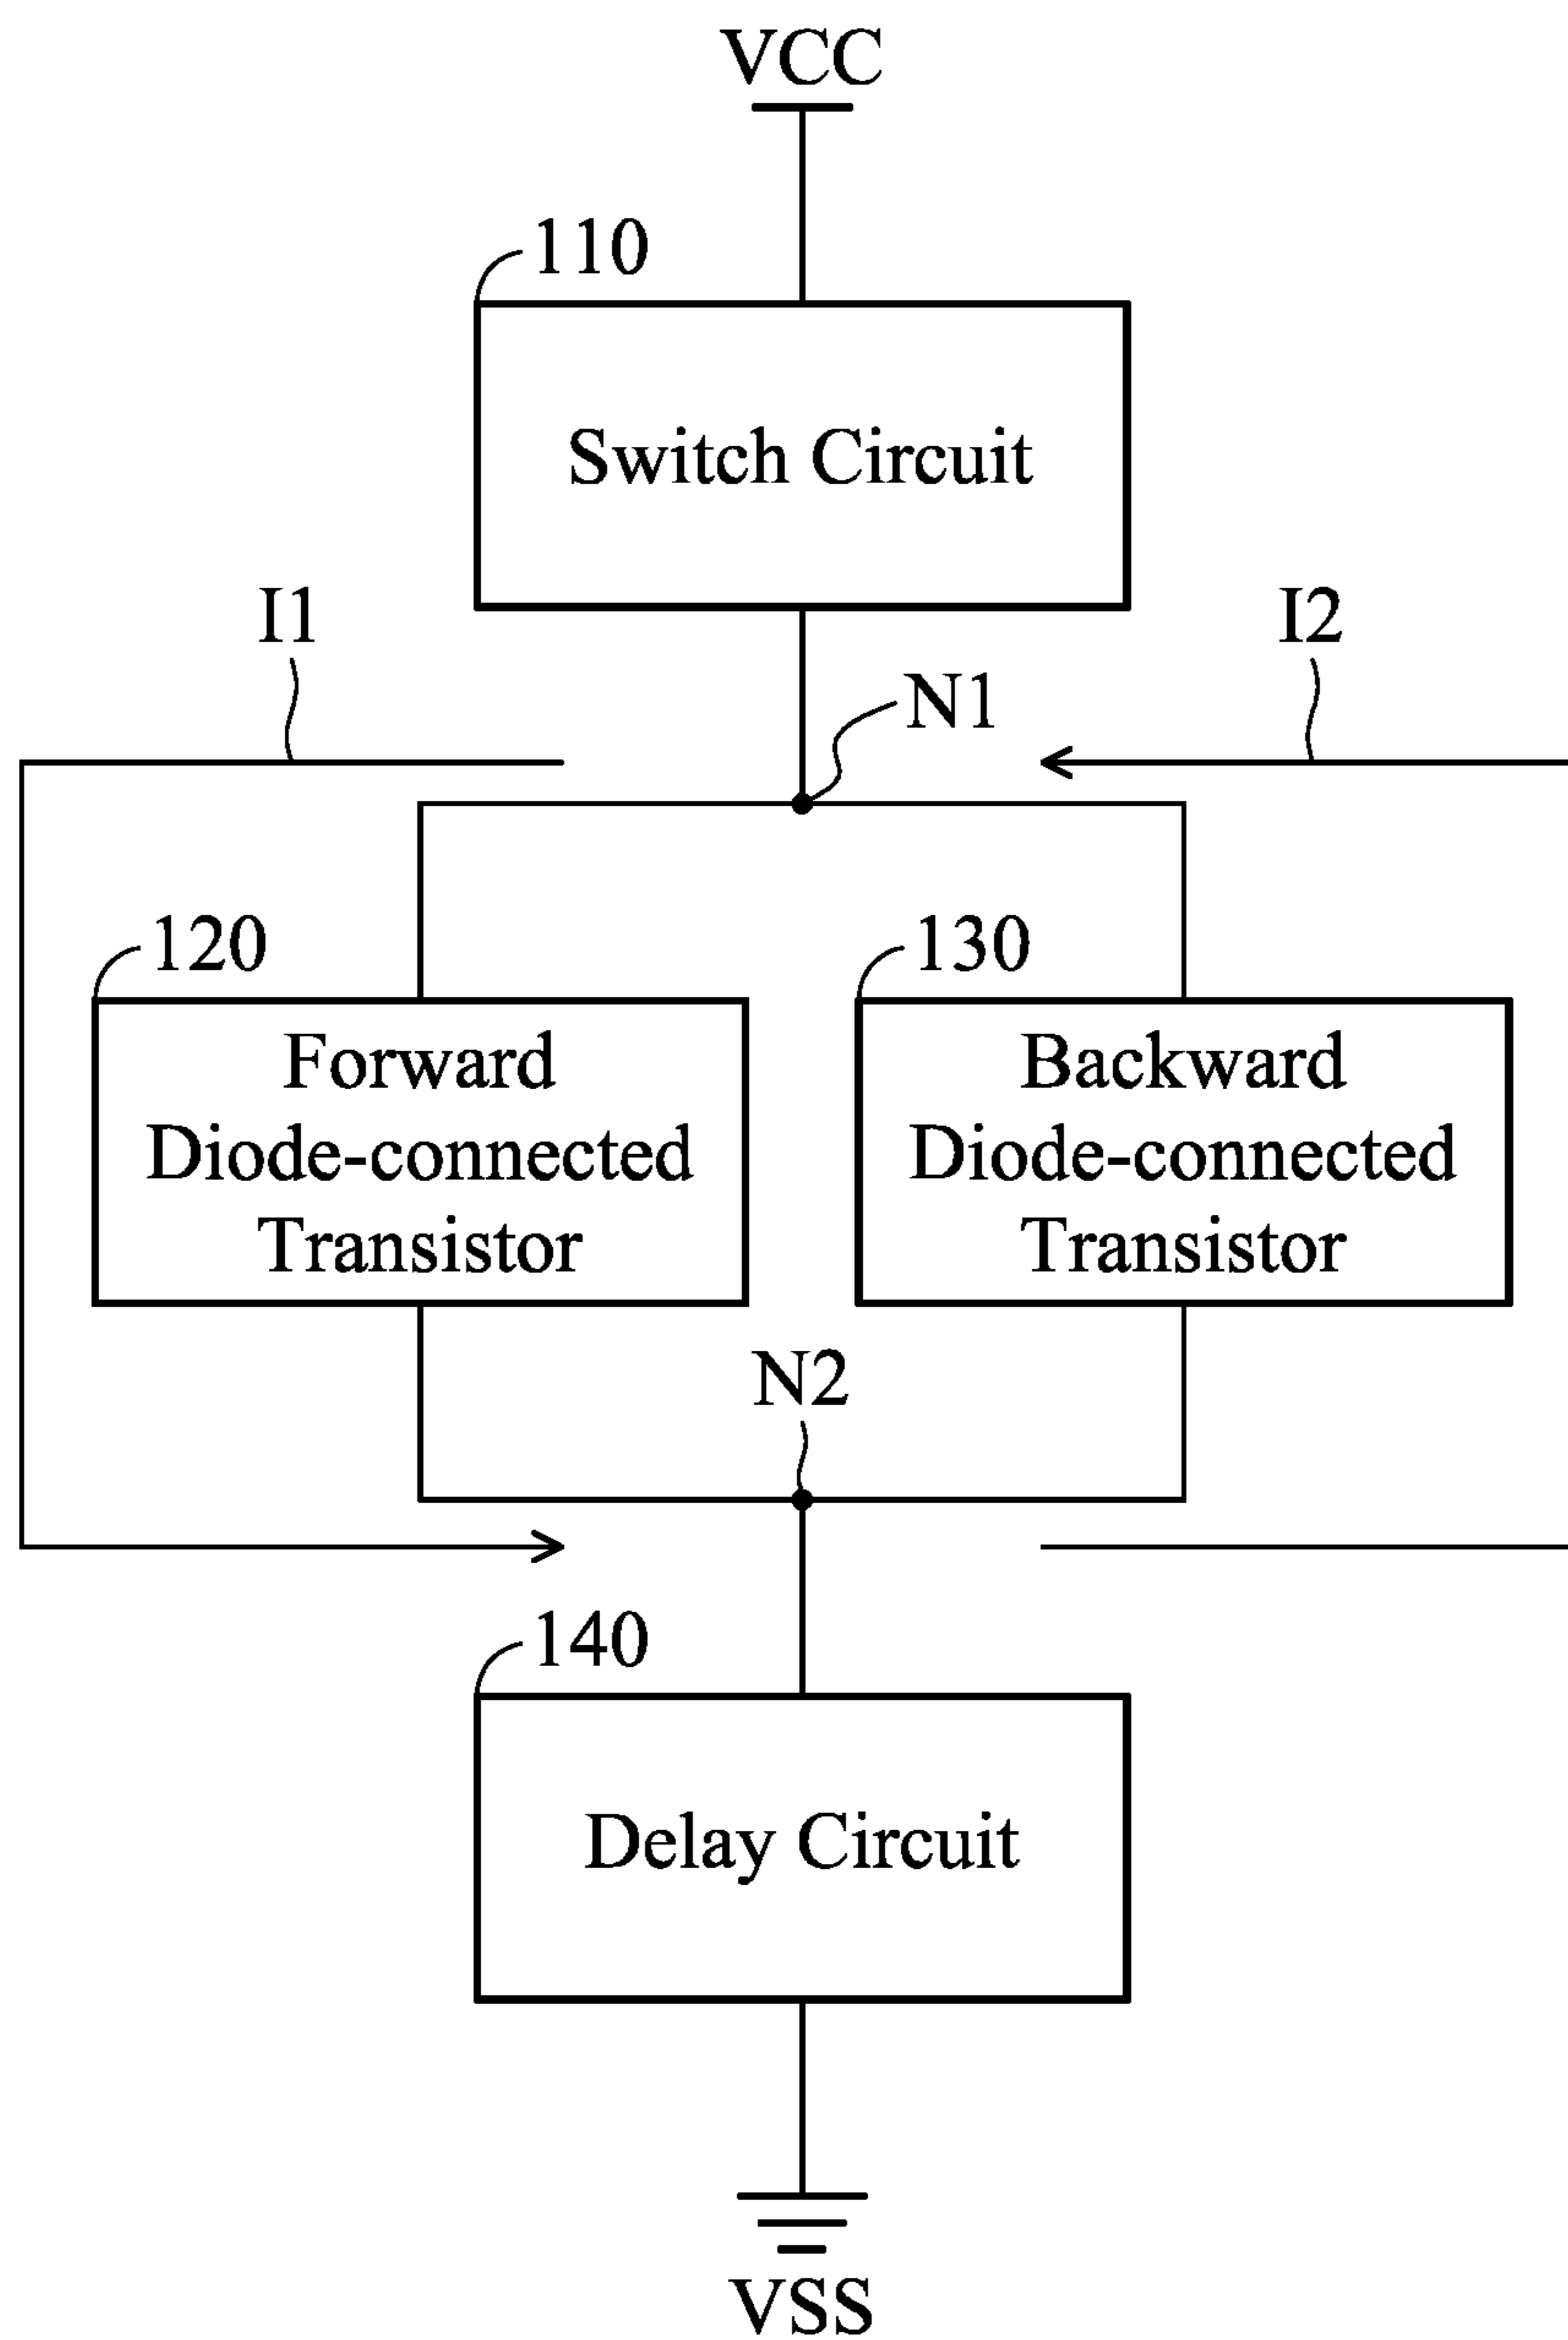 VCC
110
Switch Circuit
I1
I2
N1
120
130
Forward
Diode-connected
Transistor
Backward
Diode-connected
Transistor
N2
140
Delay Circuit
VSS